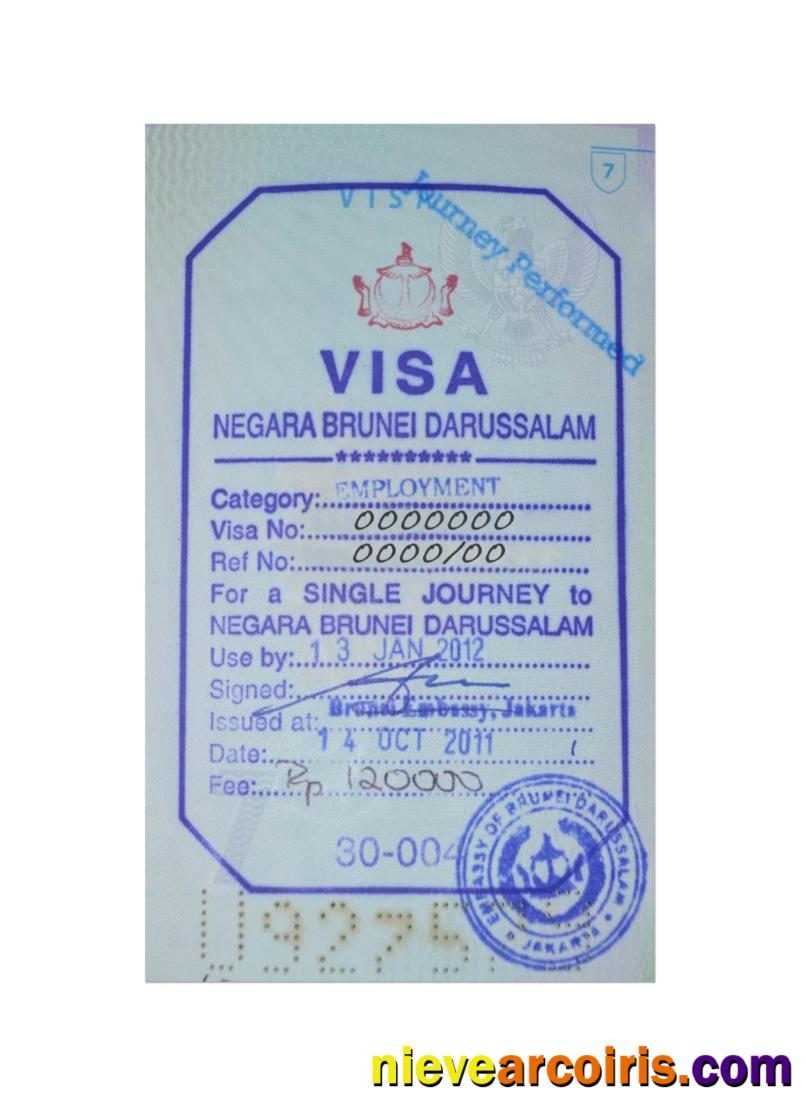 7
VISA
Journey Performed
VISA
NEGARA BRUNEI DARUSSALAM
**********
Category: EMPLOYMENT
Visa No: 0000000
Ref No: 0000/00
For a SINGLE JOURNEY to
NEGARA BRUNEI DARUSSALAM
Use by: 13 JAN 2012
Signed:
Issued at: Brunei Embassy, Jakarta
Date: 14 OCT 2011
Fee: Rp 120000
30-004
EMBASSY OF BRUNEI DARUSSALAM
JAKARTA
nievearcoiris.com